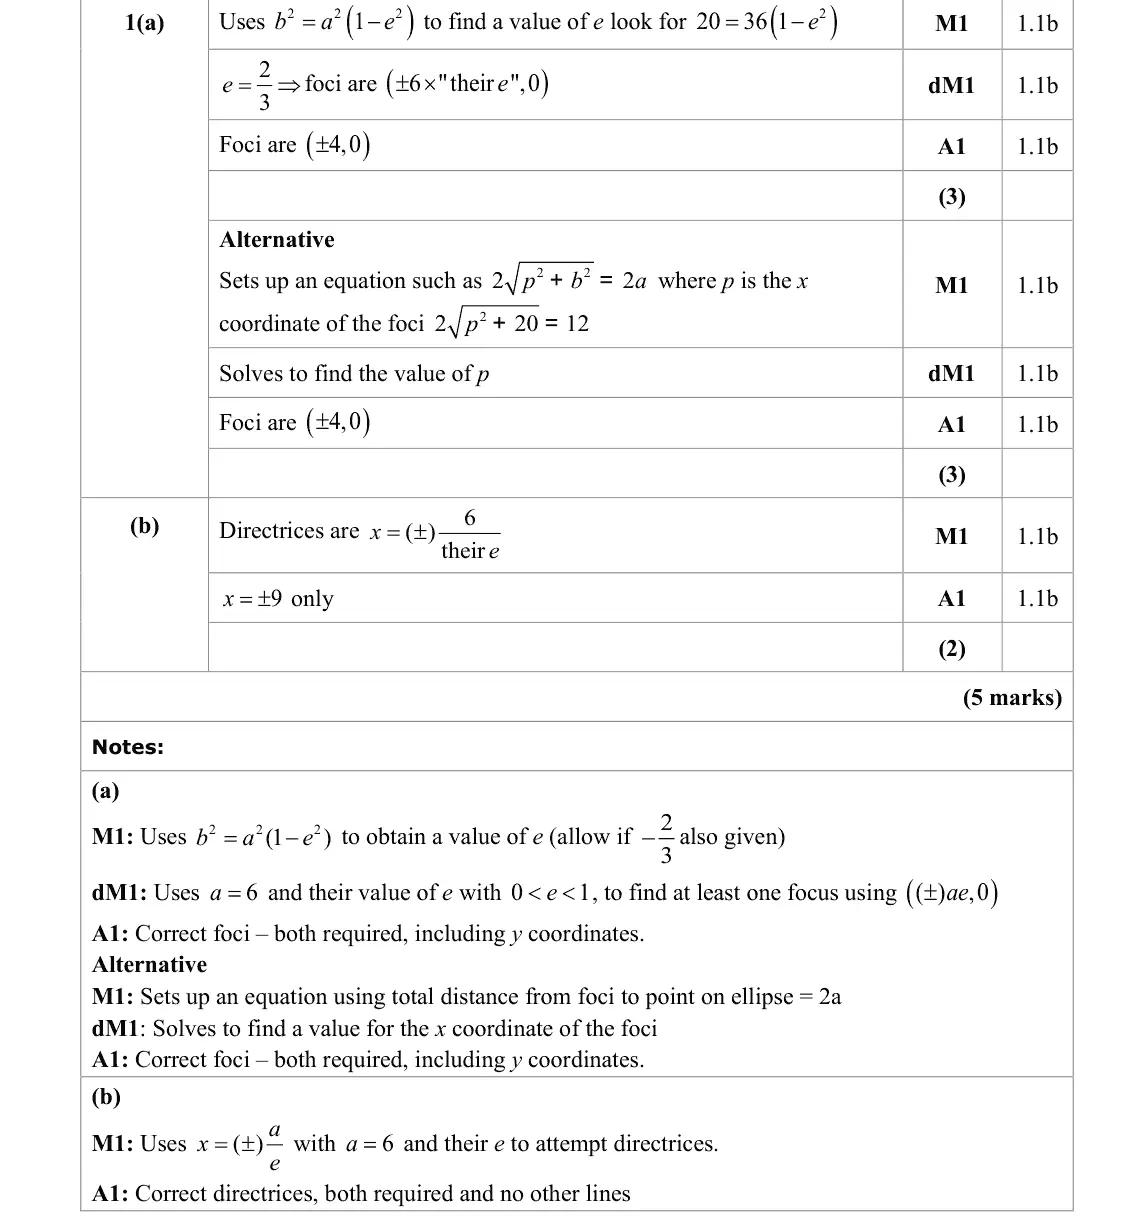 1(a) Uses b² = a²(1−e²) to find a value of e look for 20 = 36(1−e²) M1 1.1b
e = 2/3 ⇒ foci are (±6×"their e",0) dM1 1.1b
Foci are (±4,0) A1 1.1b
(3)
Alternative
Sets up an equation such as 2√(p² + b²) = 2a where p is the x
coordinate of the foci 2√(p² + 20) = 12 M1 1.1b
Solves to find the value of p dM1 1.1b
Foci are (±4,0) A1 1.1b
(3)
(b) Directrices are x = (±) 6/their e M1 1.1b
x = ±9 only A1 1.1b
(2)
(5 marks)
Notes:
(a)
M1: Uses b² = a²(1−e²) to obtain a value of e (allow if −2/3 also given)
dM1: Uses a = 6 and their value of e with 0 < e < 1, to find at least one focus using ((±)ae,0)
A1: Correct foci – both required, including y coordinates.
Alternative
M1: Sets up an equation using total distance from foci to point on ellipse = 2a
dM1: Solves to find a value for the x coordinate of the foci
A1: Correct foci – both required, including y coordinates.
(b)
M1: Uses x = (±) a/e with a = 6 and their e to attempt directrices.
A1: Correct directrices, both required and no other lines